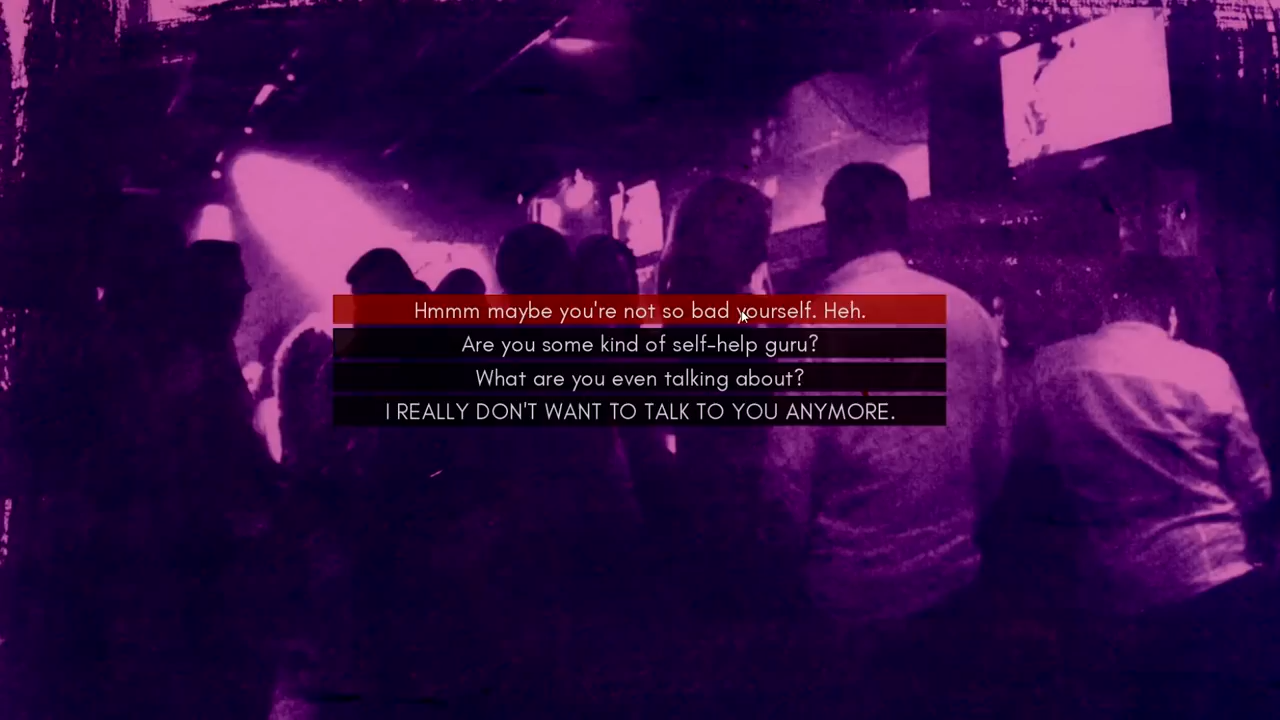 Hmmm maybe you're not so bad yourself. Heh.
Are you some kind of self-help guru?
What are you even talking about?
I REALLY DON'T WANT TO TALK TO YOU ANYMORE.